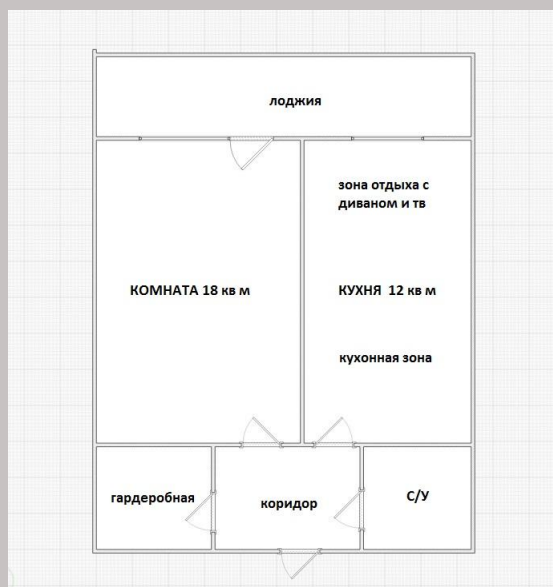 лоджия
зона отдыха с
диваном и тв
КОМНАТА 18 кв м
КУХНЯ 12 кв м
кухонная зона
гардеробная
коридор
С/У